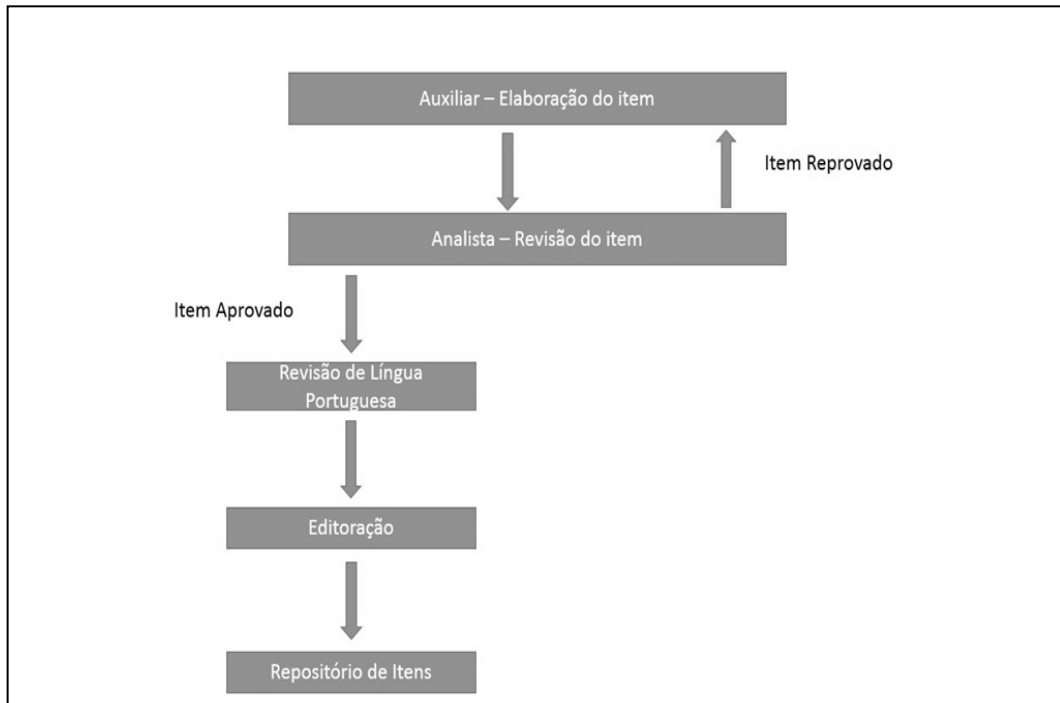 Auxiliar – Elaboração do item
Item Reprovado
Analista – Revisão do item
Item Aprovado
Revisão de Língua
Portuguesa
Editoração
Repositório de Itens